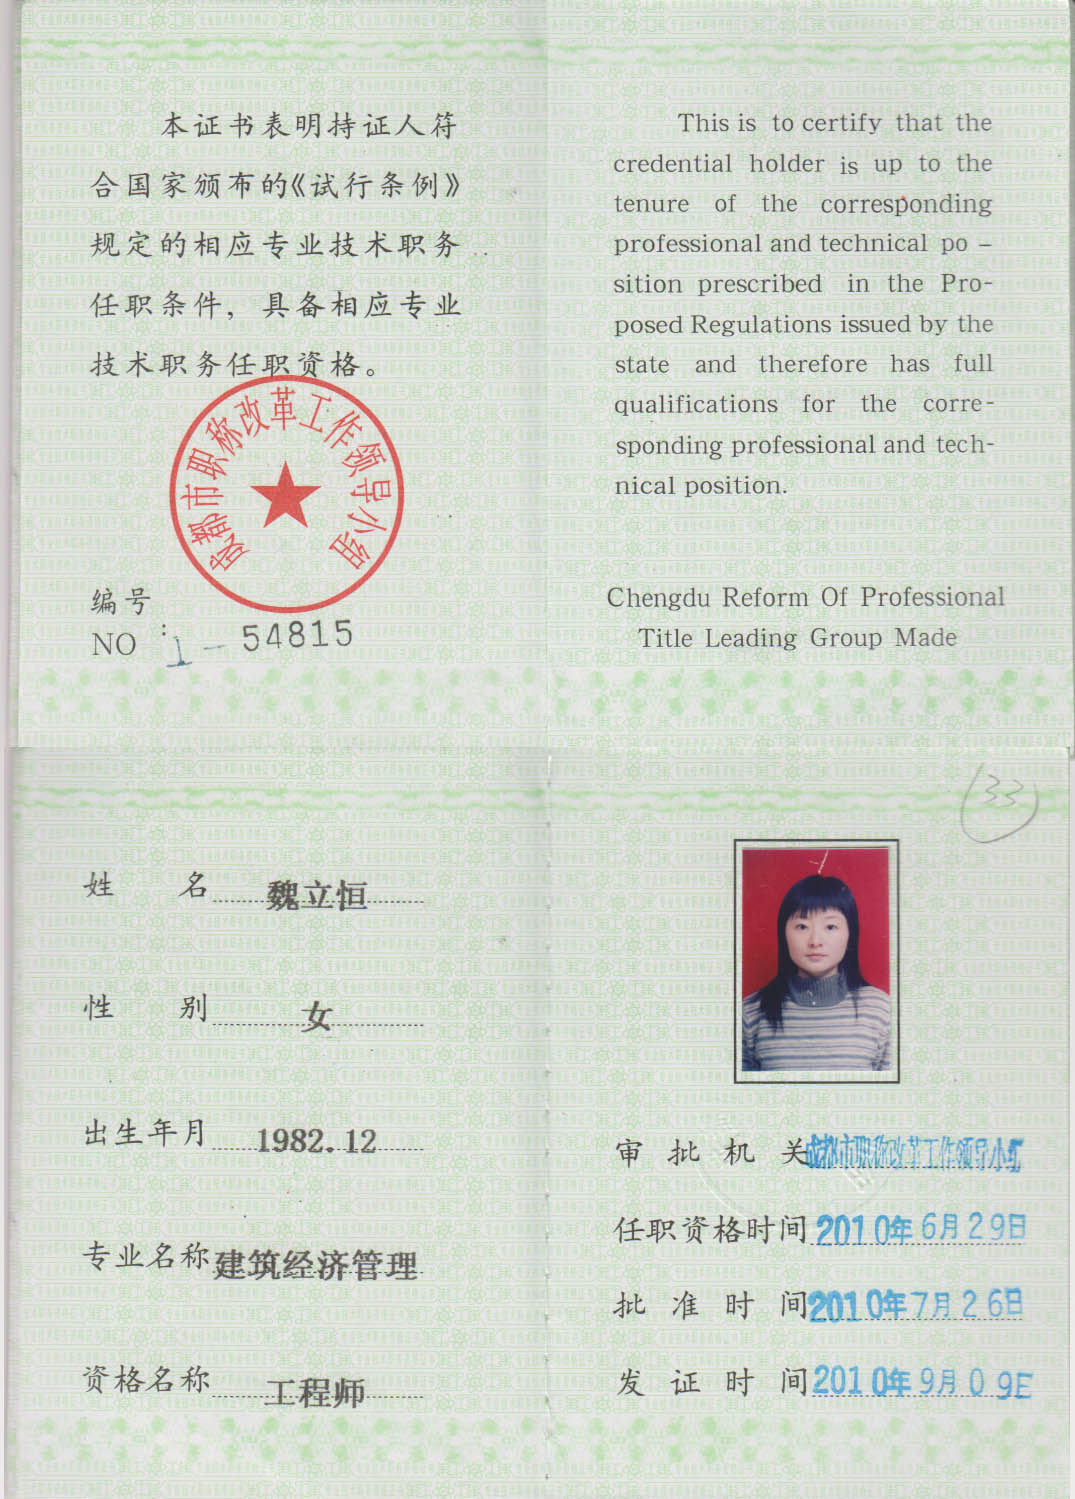 本证书表明持证人符
合国家颁布的《试行条例》
规定的相应专业技术职务
任职条件，具备相应专业
技术职务任职资格。
成都市职称改革工作领导小组
编号
NO : 1-54815
This is to certify that the
credential holder is up to the
tenure of the corresponding
professional and technical po –
sition prescribed in the Pro-
posed Regulations issued by the
state and therefore has full
qualifications for the corre-
sponding professional and tech-
nical position.
Chengdu Reform Of Professional
Title Leading Group Made
姓 名 魏立恒
性 别 女
出生年月 1982.12
专业名称 建筑经济管理
资格名称 工程师
33
审 批 机 关 成都市职称改革工作领导小组
任职资格时间 2010年6月29日
批 准 时 间 2010年7月26日
发 证 时 间 2010年9月09日